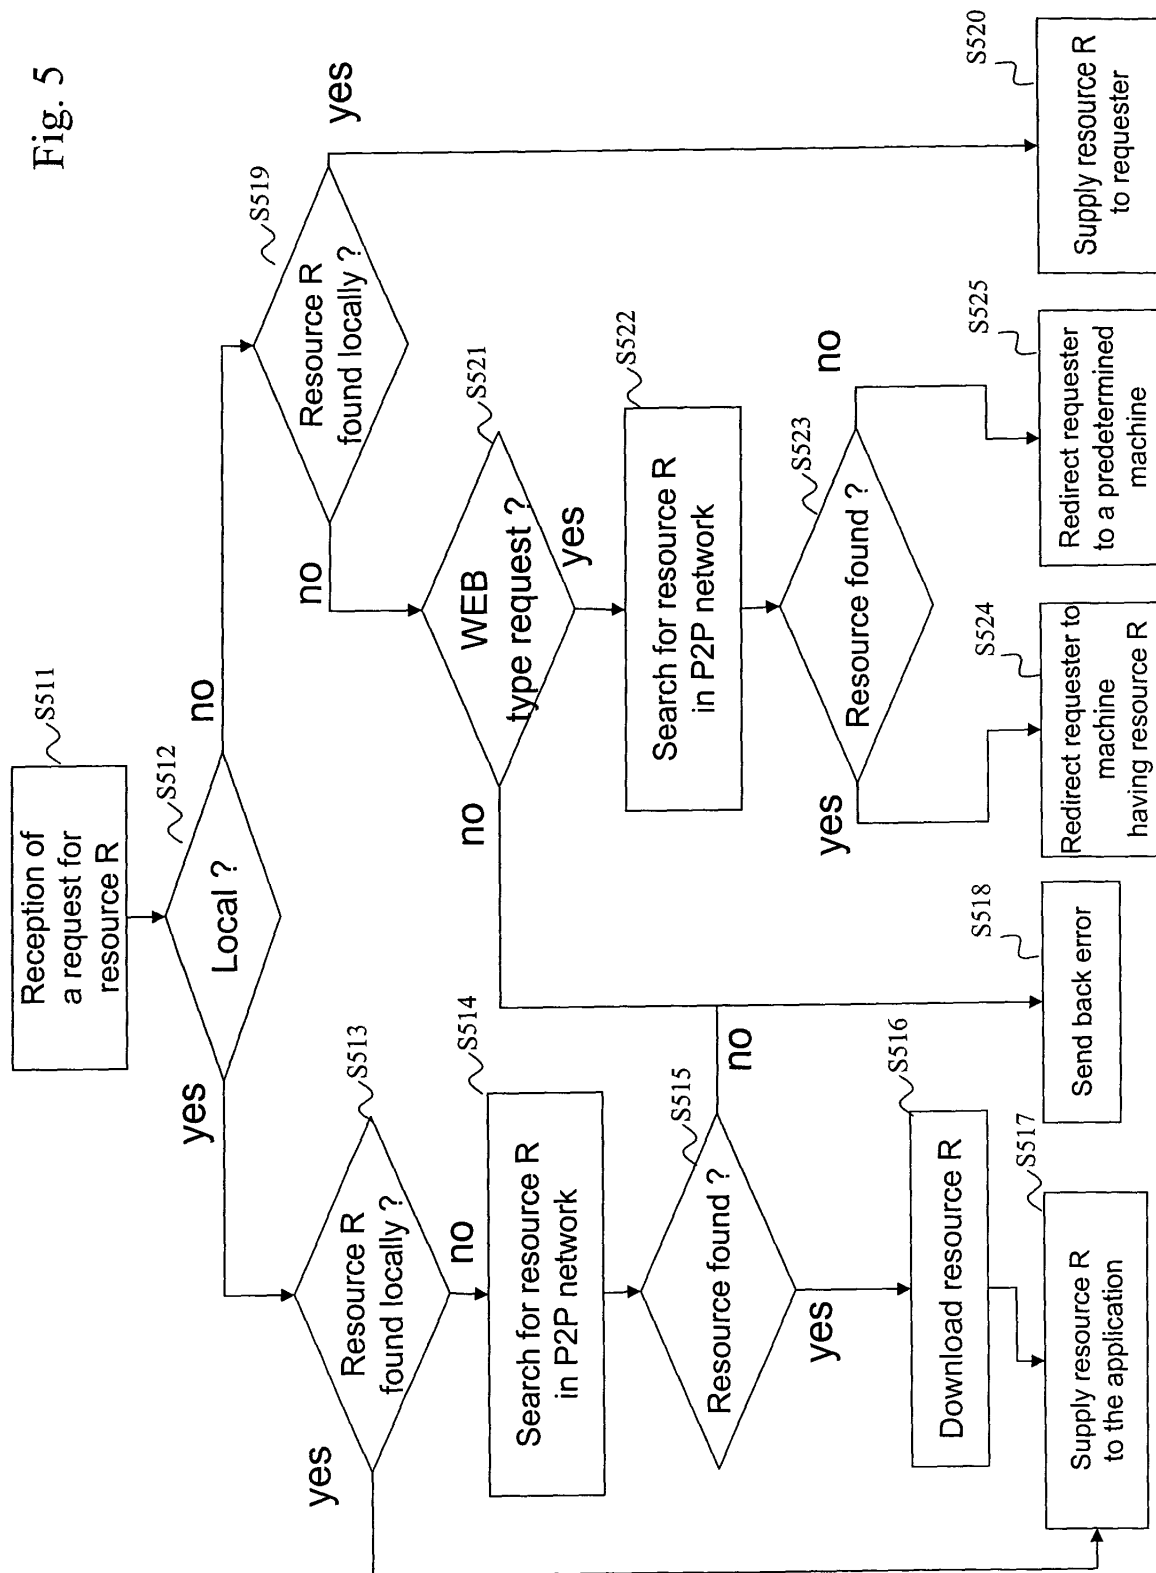 Fig. 5
Reception of
a request for
resource R
S511
Local ?
S512
yes
no
Resource R
found locally ?
S513
yes
no
Search for resource R
in P2P network
S514
Resource found ?
S515
yes
no
Download resource R
S516
Supply resource R
to the application
S517
Send back error
S518
Resource R
found locally ?
S519
yes
no
Supply resource R
to requester
S520
WEB
type request ?
S521
no
yes
Search for resource R
in P2P network
S522
Resource found ?
S523
yes
no
Redirect requester to
machine
having resource R
S524
Redirect requester
to a predetermined
machine
S525